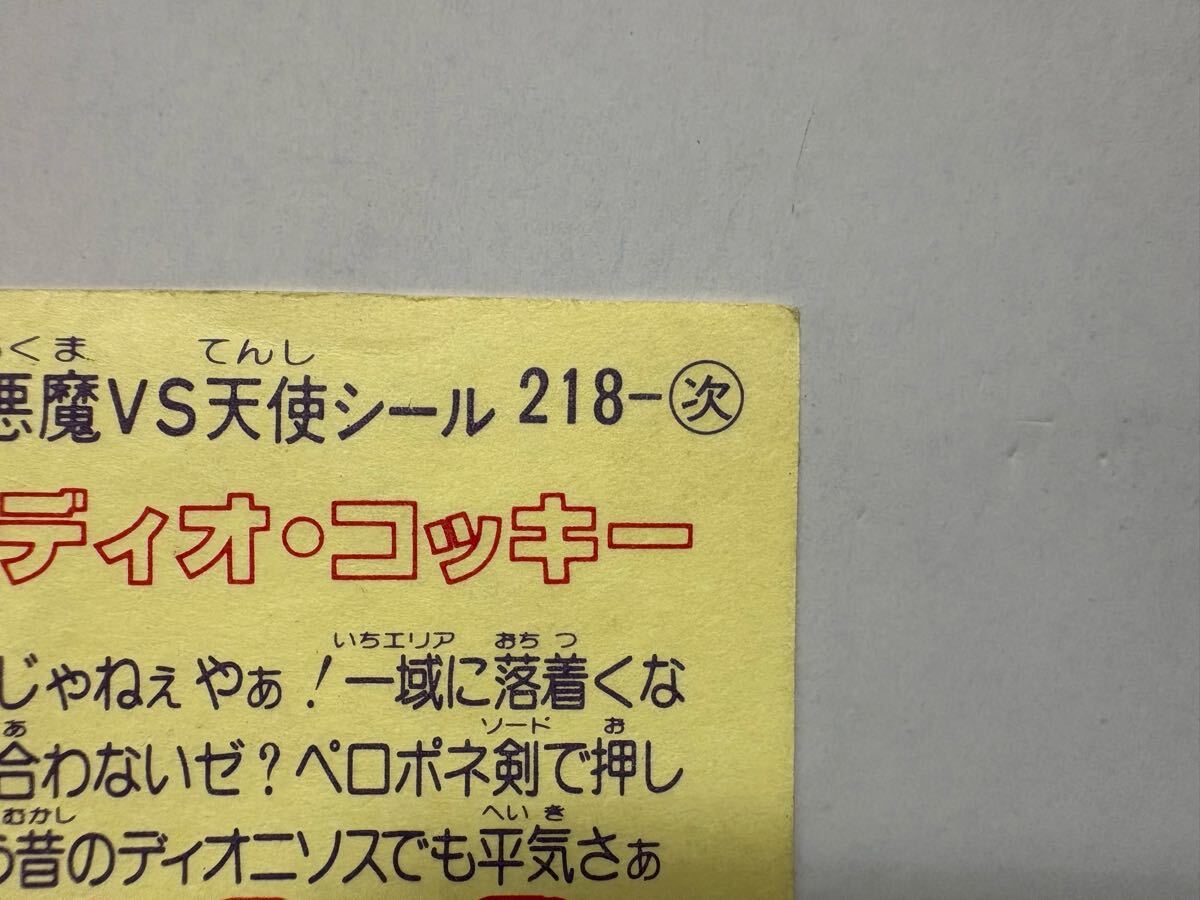 くま てんし
悪魔VSS天使シール 218-㊊
ディオ・コッキー
いちエリア おちつ
じゃねぇやぁ!一域に落着くな
あ ソード お
合わないゼ?ペロポネ剣で押し
むかし へいき
昔のディオニソスでも平気さぁ